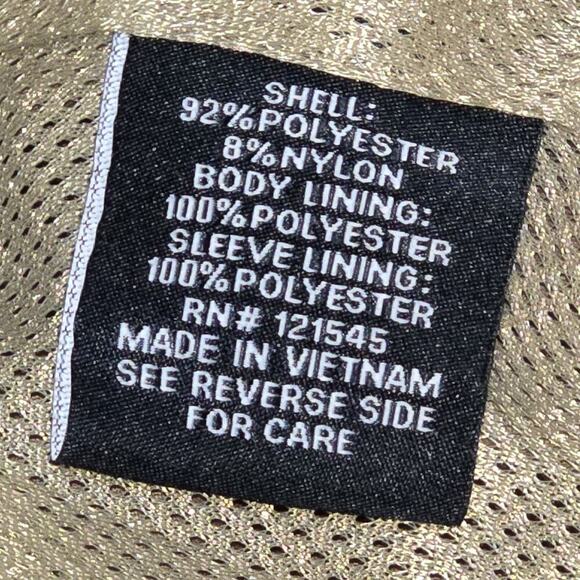 SHELL:
92%POLYESTER
8%NYLON
BODY LINING:
100%POLYESTER
SLEEVE LINING:
100%POLYESTER
RN# 121545
MADE IN VIETNAM
SEE REVERSE SIDE
FOR CARE